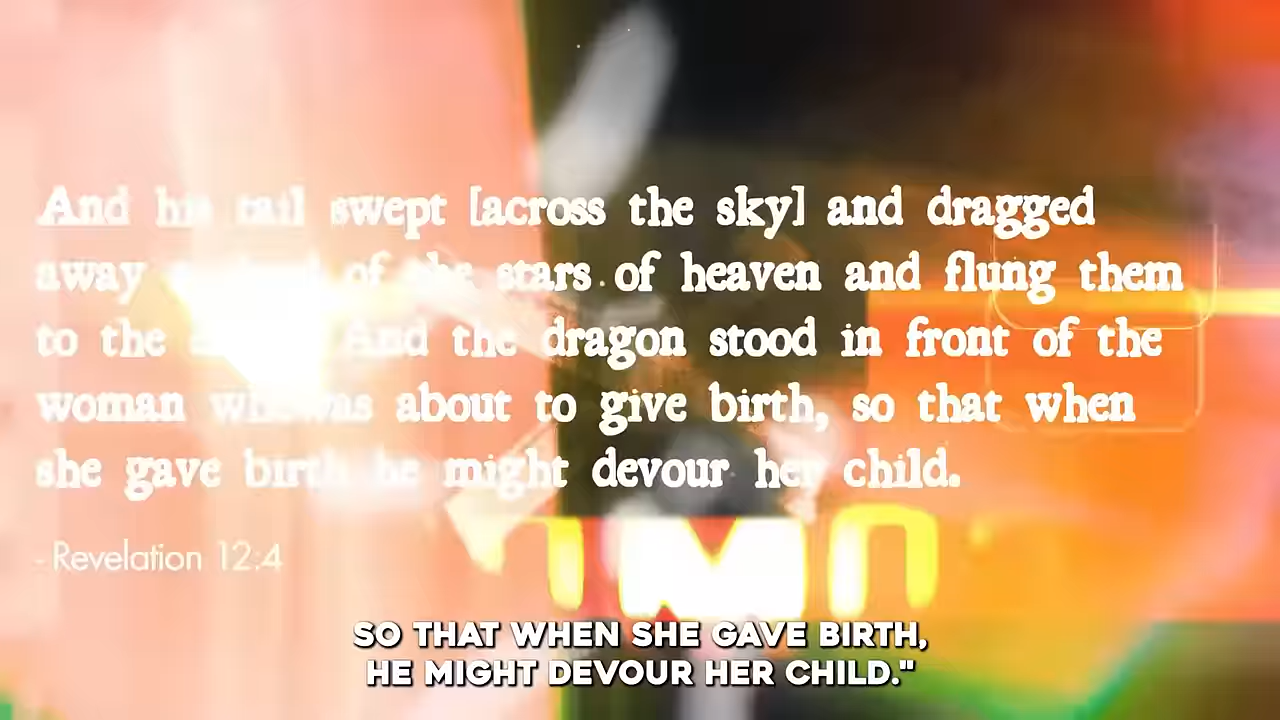 And his tail swept [across the sky] and dragged
away of the stars of heaven and flung them
to the And the dragon stood in front of the
woman who was about to give birth, so that when
she gave birth he might devour her child.
- Revelation 12:4
SO THAT WHEN SHE GAVE BIRTH,
HE MIGHT DEVOUR HER CHILD."